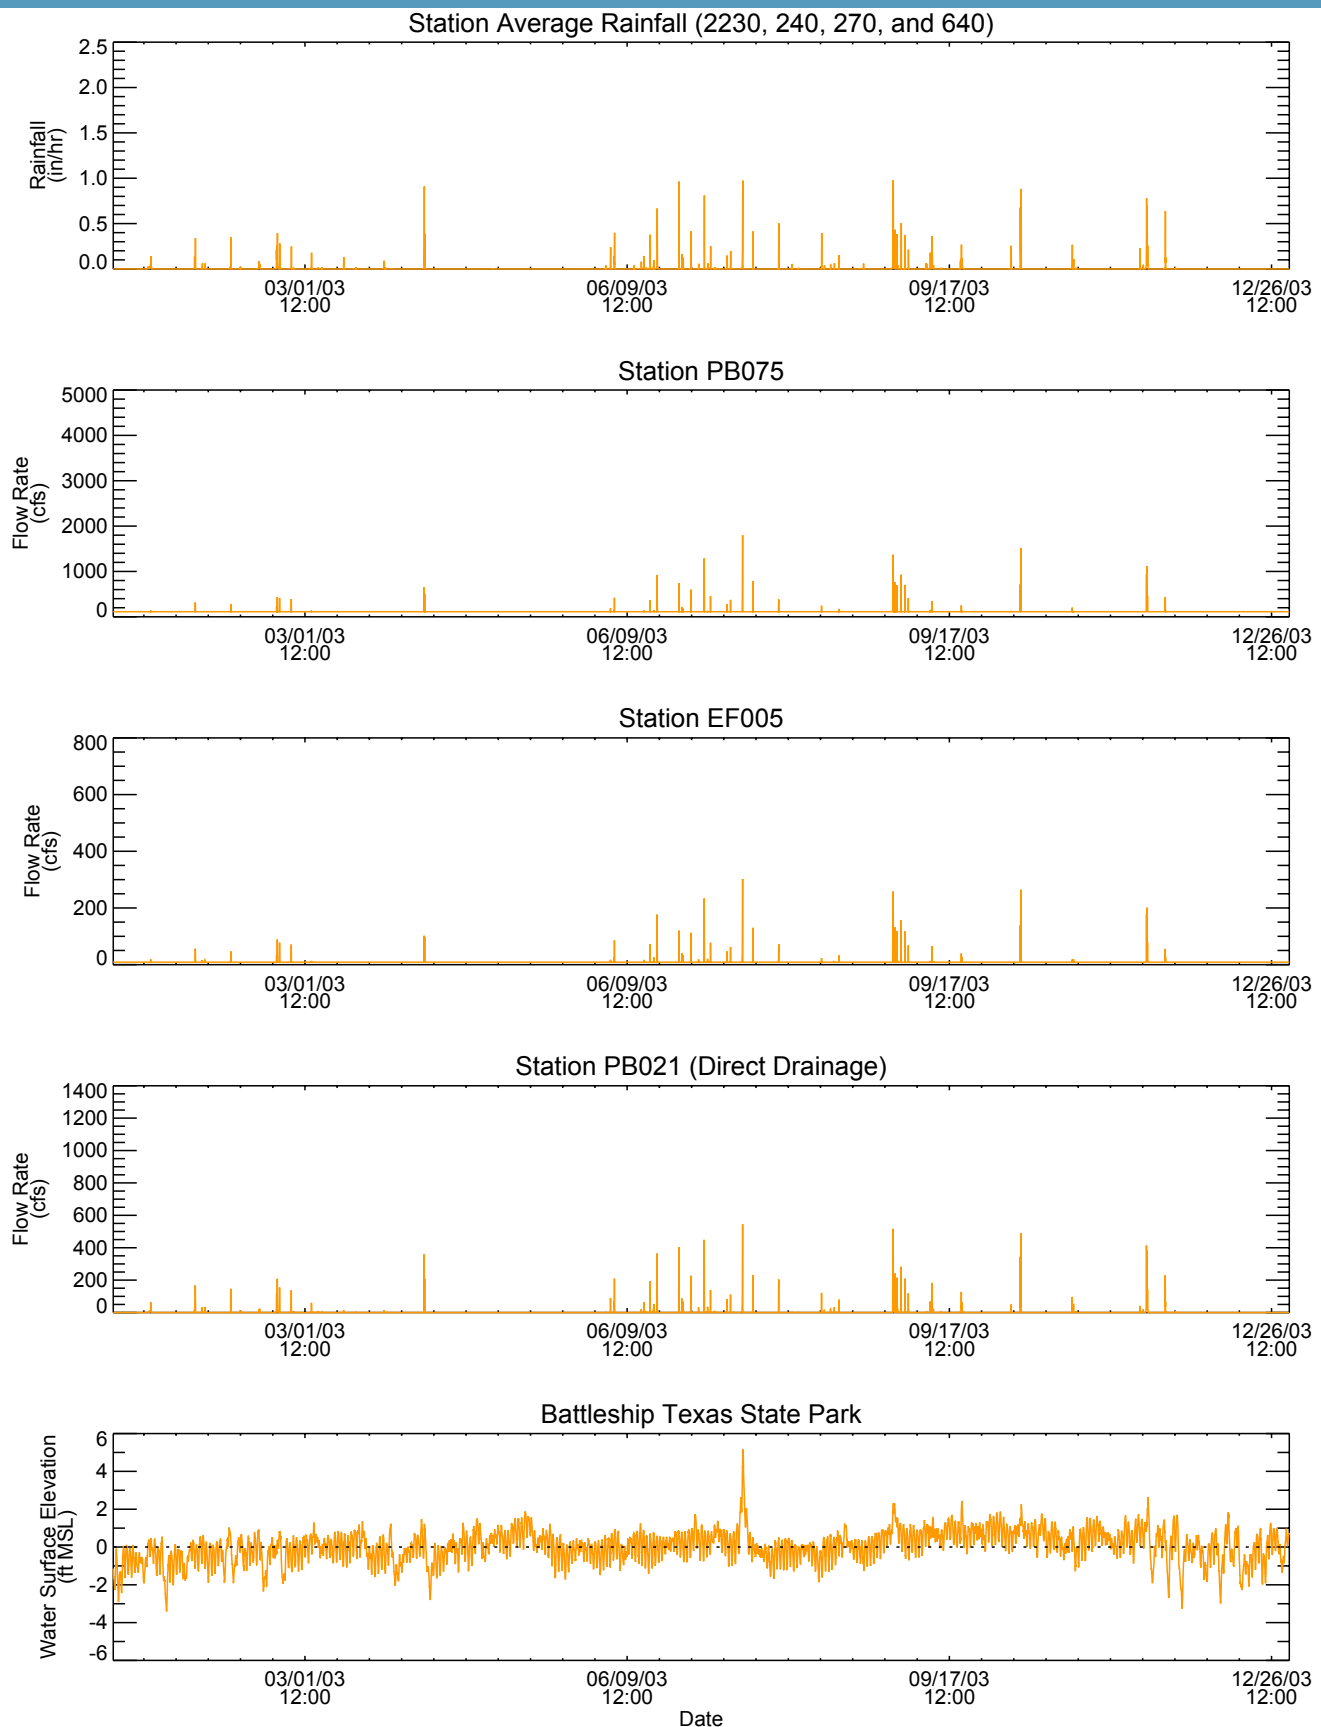 Station Average Rainfall (2230, 240, 270, and 640)
Rainfall
(in/hr)
2.5
2.0
1.5
1.0
0.5
0.0
03/01/03 06/09/03 09/17/03 12/26/03
12:00 12:00 12:00 12:00
Station PB075
Flow Rate
(cfs)
5000
4000
3000
2000
1000
0
03/01/03 06/09/03 09/17/03 12/26/03
12:00 12:00 12:00 12:00
Station EF005
Flow Rate
(cfs)
800
600
400
200
0
03/01/03 06/09/03 09/17/03 12/26/03
12:00 12:00 12:00 12:00
Station PB021 (Direct Drainage)
Flow Rate
(cfs)
1400
1200
1000
800
600
400
200
0
03/01/03 06/09/03 09/17/03 12/26/03
12:00 12:00 12:00 12:00
Battleship Texas State Park
Water Surface Elevation
(ft MSL)
6
4
2
0
-2
-4
-6
03/01/03 06/09/03 09/17/03 12/26/03
12:00 12:00 12:00 12:00
Date